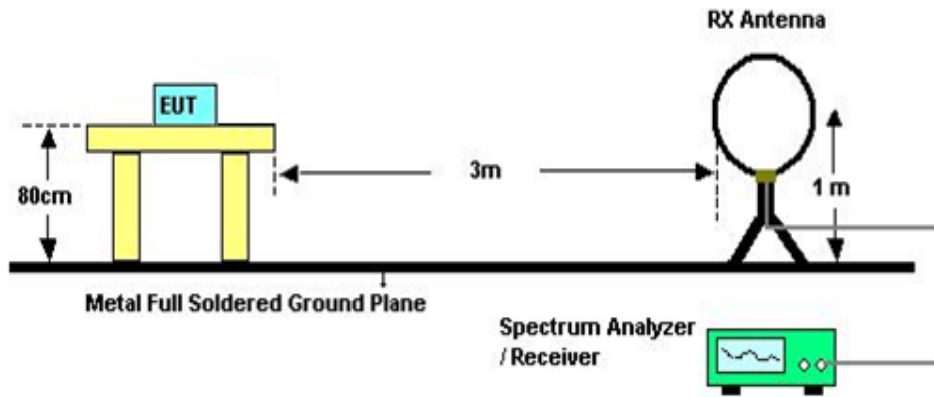 RX Antenna
EUT
3m
80cm
1 m
Metal Full Soldered Ground Plane
Spectrum Analyzer
/ Receiver